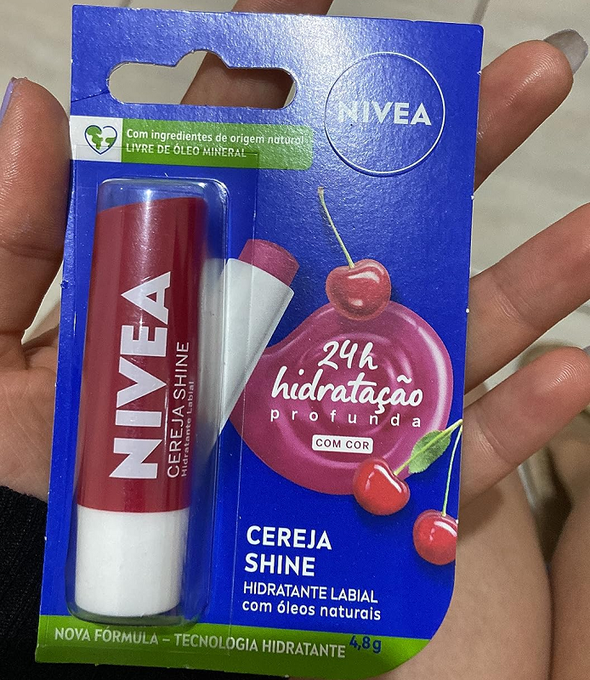 NIVEA
Com ingredientes de origem natural
LIVRE DE ÓLEO MINERAL
NIVEA
CEREJA SHINE
Hidratante Labial
24h
hidratação
profunda
COM COR
CEREJA
SHINE
HIDRATANTE LABIAL
com óleos naturais
NOVA FÓRMULA – TECNOLOGIA HIDRATANTE
4,8g